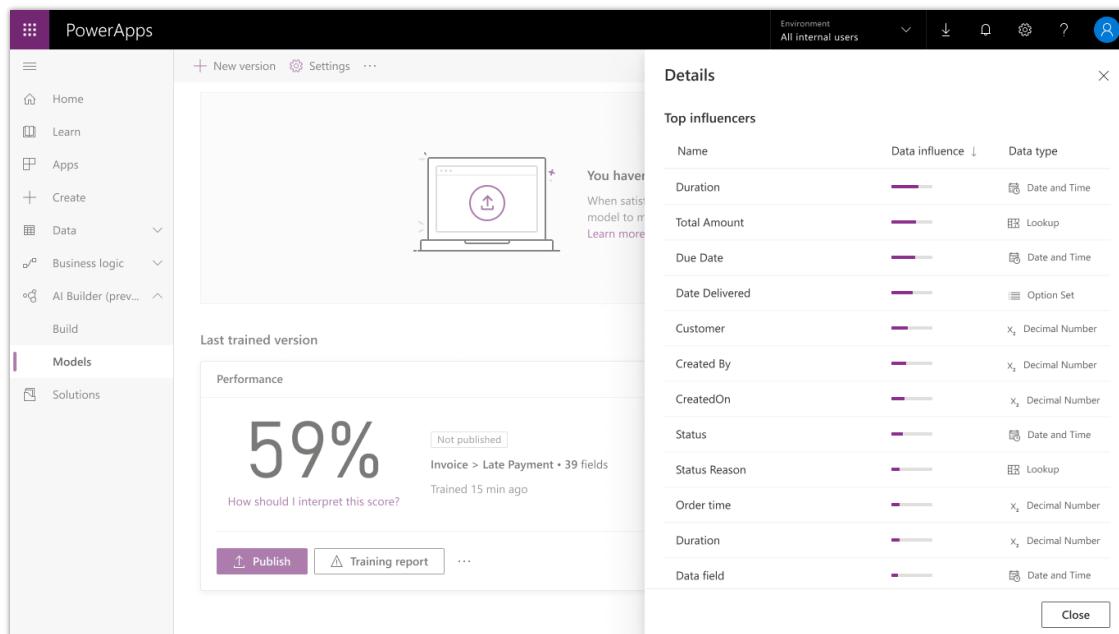 PowerApps
Environment
All internal users
?
Home
Learn
Apps
Create
Data
Business logic
AI Builder (prev...
Build
Models
Solutions
New version Settings ...
You haven
When satisf
model to m
Learn more
Last trained version
Performance
59%
How should I interpret this score?
Not published
Invoice > Late Payment • 39 fields
Trained 15 min ago
Publish Training report ...
Details
Top influencers
Name Data influence ↓ Data type
Duration Date and Time
Total Amount Lookup
Due Date Date and Time
Date Delivered Option Set
Customer Decimal Number
Created By Decimal Number
CreatedOn Decimal Number
Status Date and Time
Status Reason Lookup
Order time Decimal Number
Duration Decimal Number
Data field Date and Time
Close